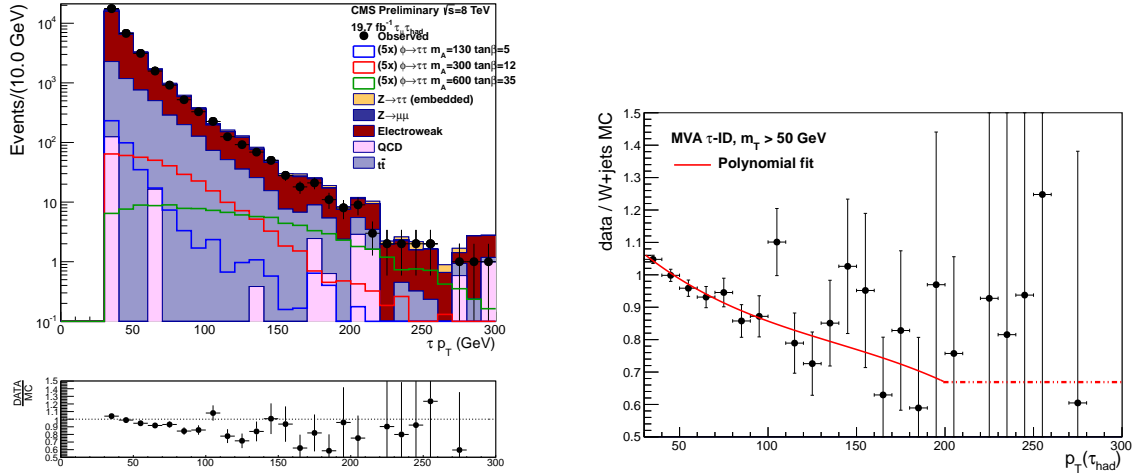 CMS Preliminary √s=8 TeV
19.7 fb⁻¹ τμτhad
Observed
(5x) φ→ττ mA=130 tanβ=5
(5x) φ→ττ mA=300 tanβ=12
(5x) φ→ττ mA=600 tanβ=35
Z→ττ (embedded)
Z→μμ
Electroweak
QCD
tt̄
Events/(10.0 GeV)
10⁴
10³
10²
10
1
10⁻¹
0 50 100 150 200 250 300
τ pT (GeV)
DATA
MC
1.5
1.4
1.3
1.2
1.1
1
0.9
0.8
0.7
0.6
0.5
0 50 100 150 200 250 300
data / W+jets MC
MVA τ-ID, mT > 50 GeV
Polynomial fit
1.5
1.4
1.3
1.2
1.1
1.0
0.9
0.8
0.7
0.6
0.5
50 100 150 200 250 300
pT(τhad)